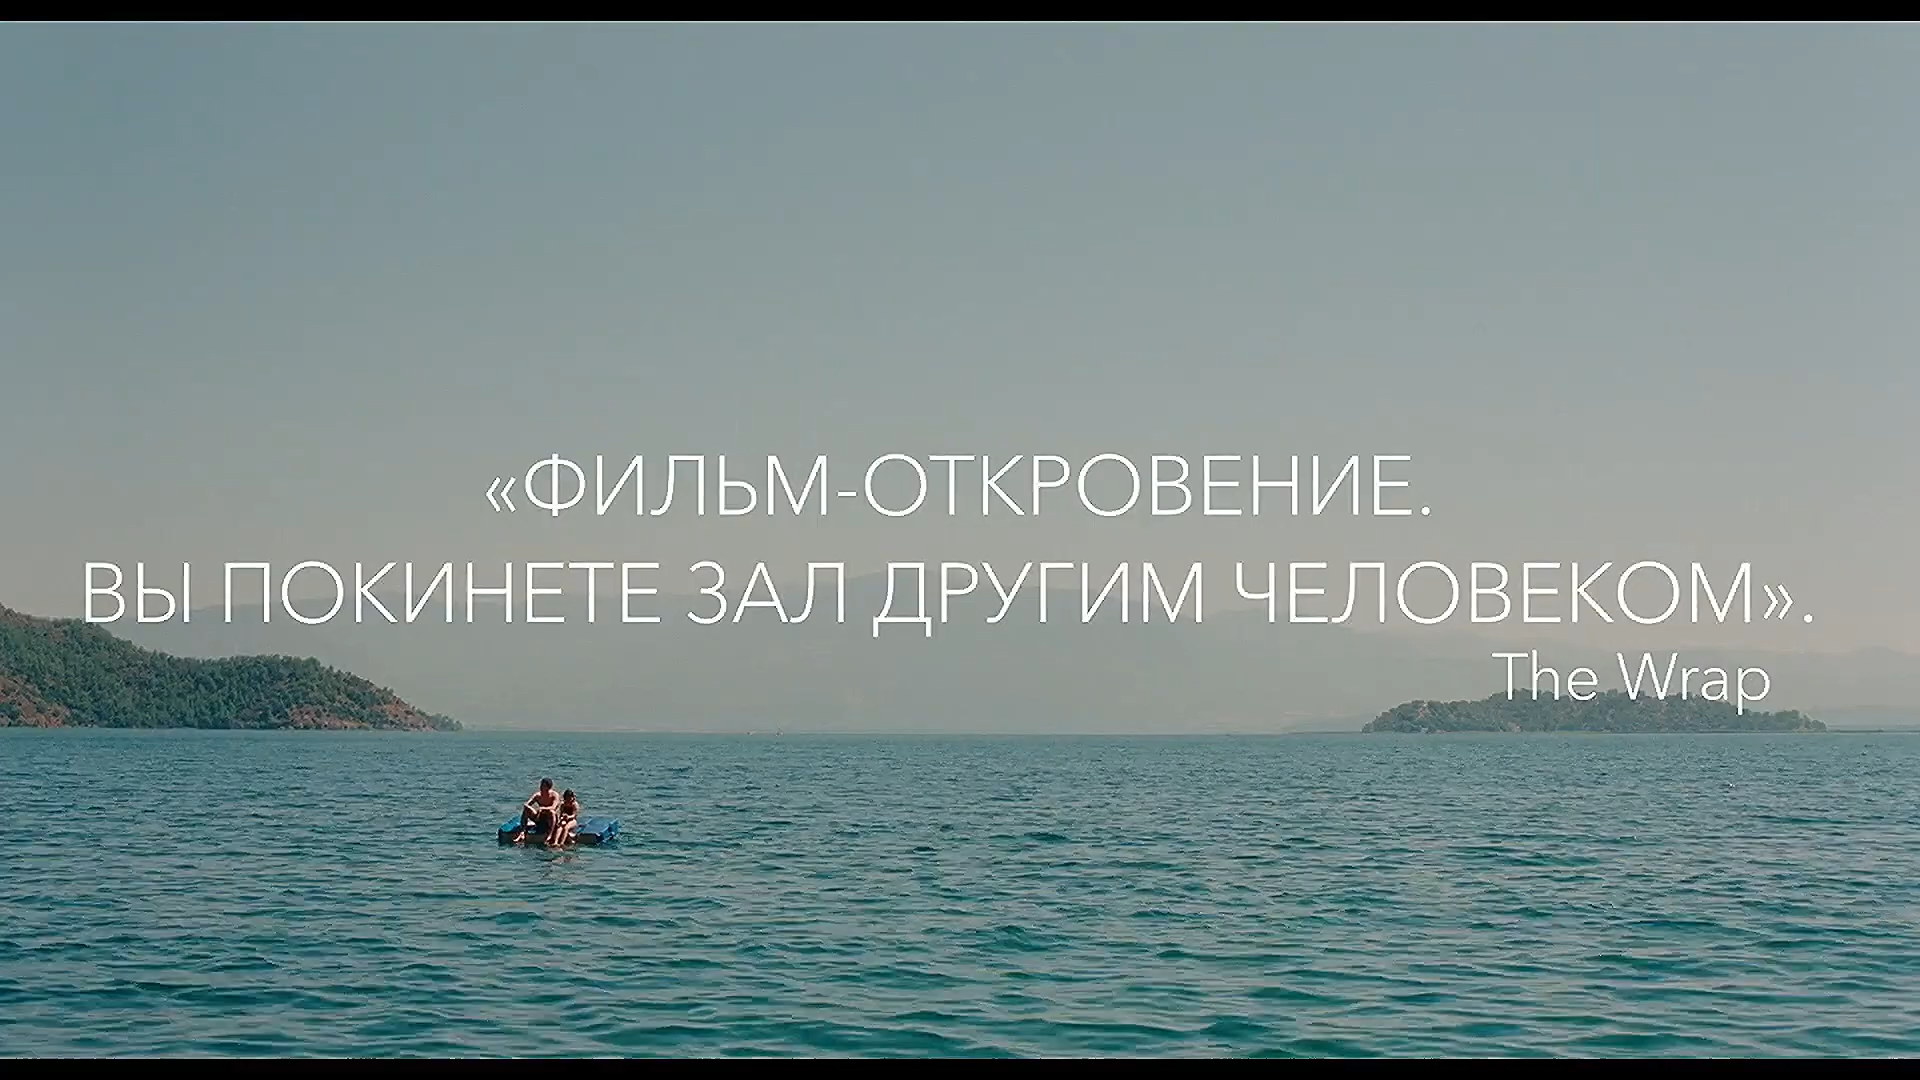 «ФИЛЬМ-ОТКРОВЕНИЕ.
ВЫ ПОКИНЕТЕ ЗАЛ ДРУГИМ ЧЕЛОВЕКОМ».
The Wrap